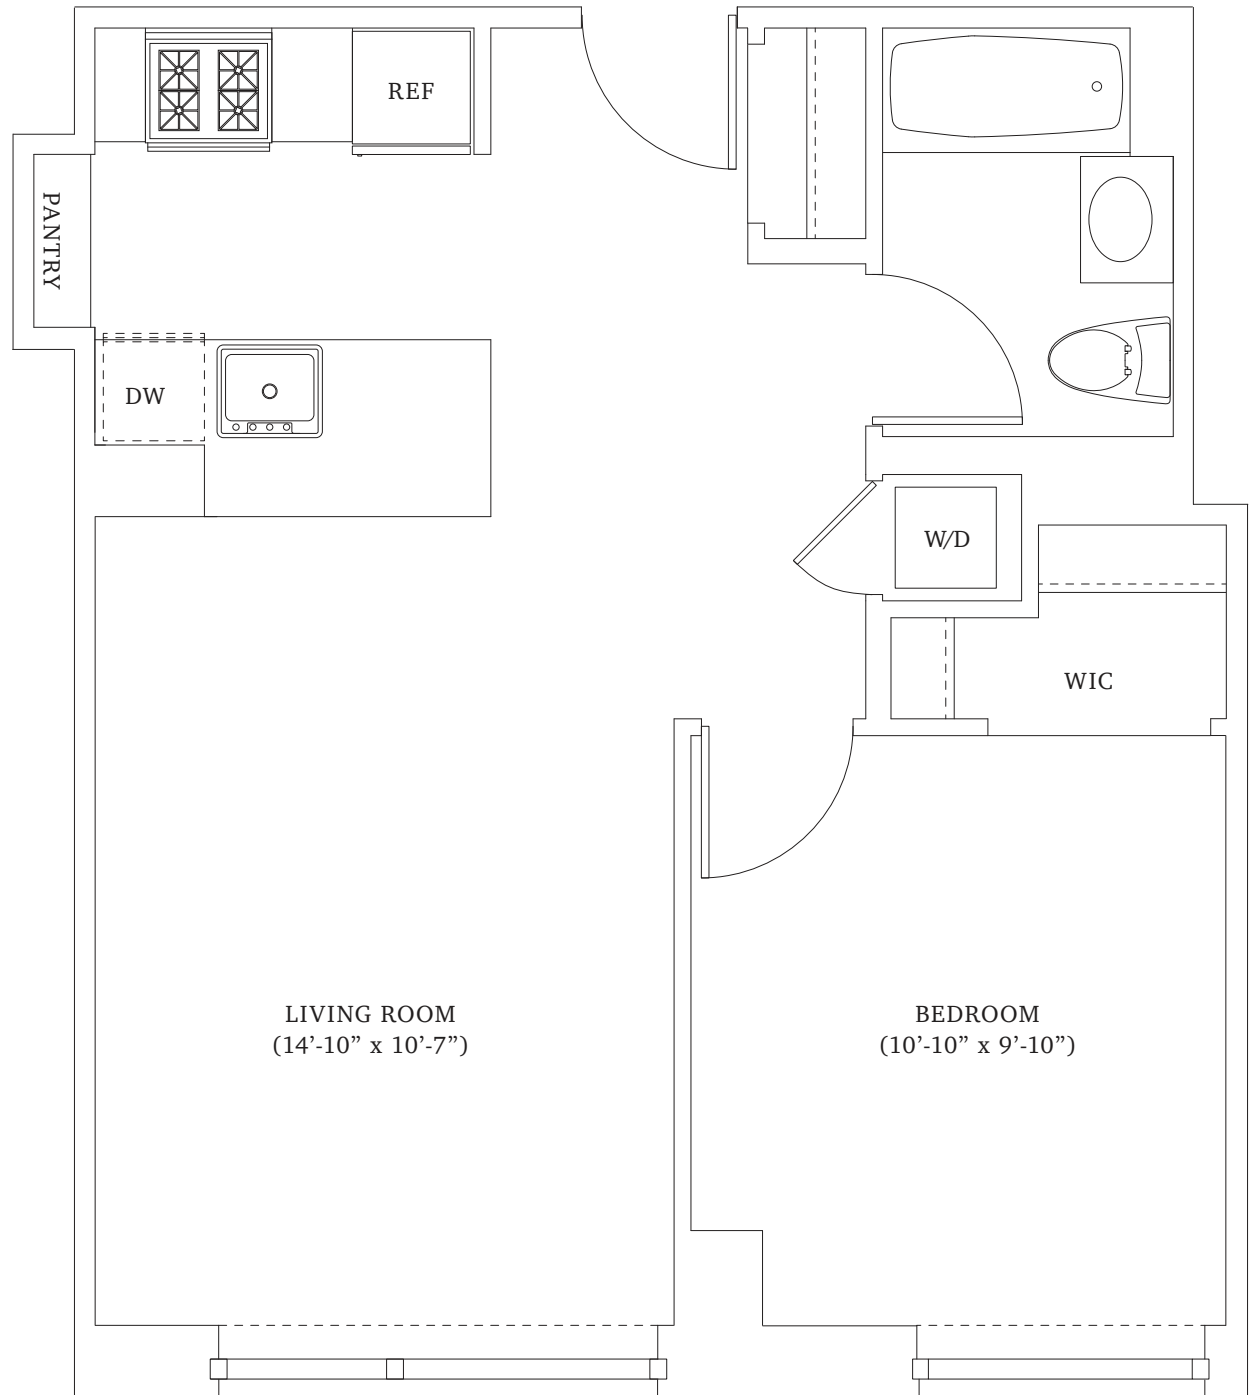 REF
PANTRY
DW
W/D
WIC
LIVING ROOM
(14’-10” x 10’-7”)
BEDROOM
(10’-10” x 9’-10”)